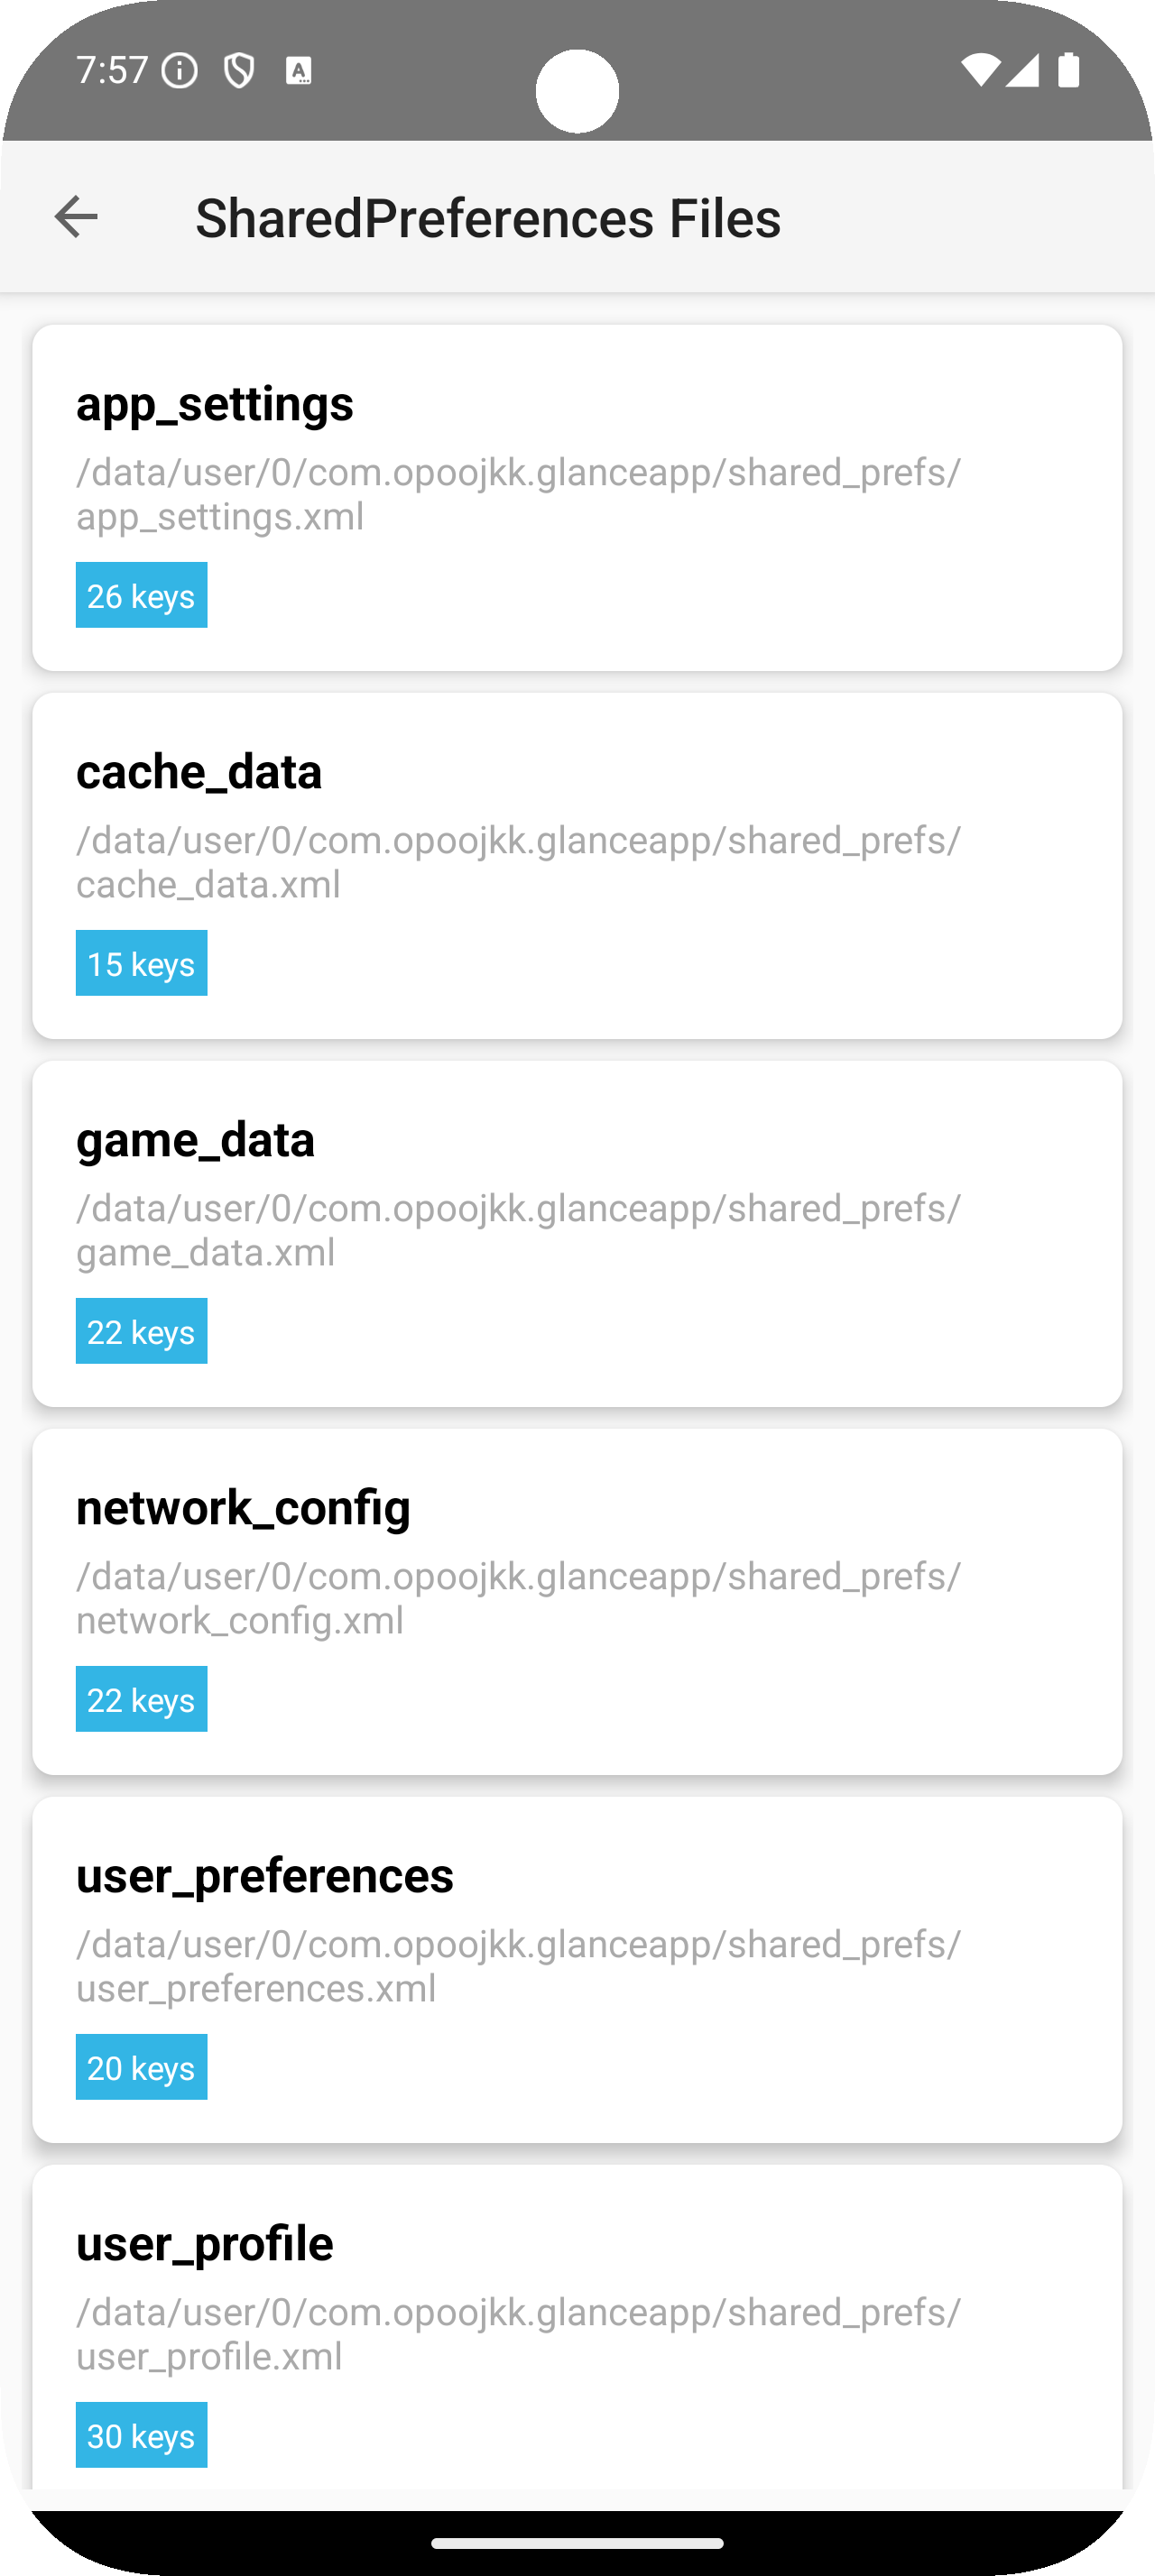 7:57
SharedPreferences Files
app_settings
/data/user/0/com.opoojkk.glanceapp/shared_prefs/
app_settings.xml
26 keys
cache_data
/data/user/0/com.opoojkk.glanceapp/shared_prefs/
cache_data.xml
15 keys
game_data
/data/user/0/com.opoojkk.glanceapp/shared_prefs/
game_data.xml
22 keys
network_config
/data/user/0/com.opoojkk.glanceapp/shared_prefs/
network_config.xml
22 keys
user_preferences
/data/user/0/com.opoojkk.glanceapp/shared_prefs/
user_preferences.xml
20 keys
user_profile
/data/user/0/com.opoojkk.glanceapp/shared_prefs/
user_profile.xml
30 keys